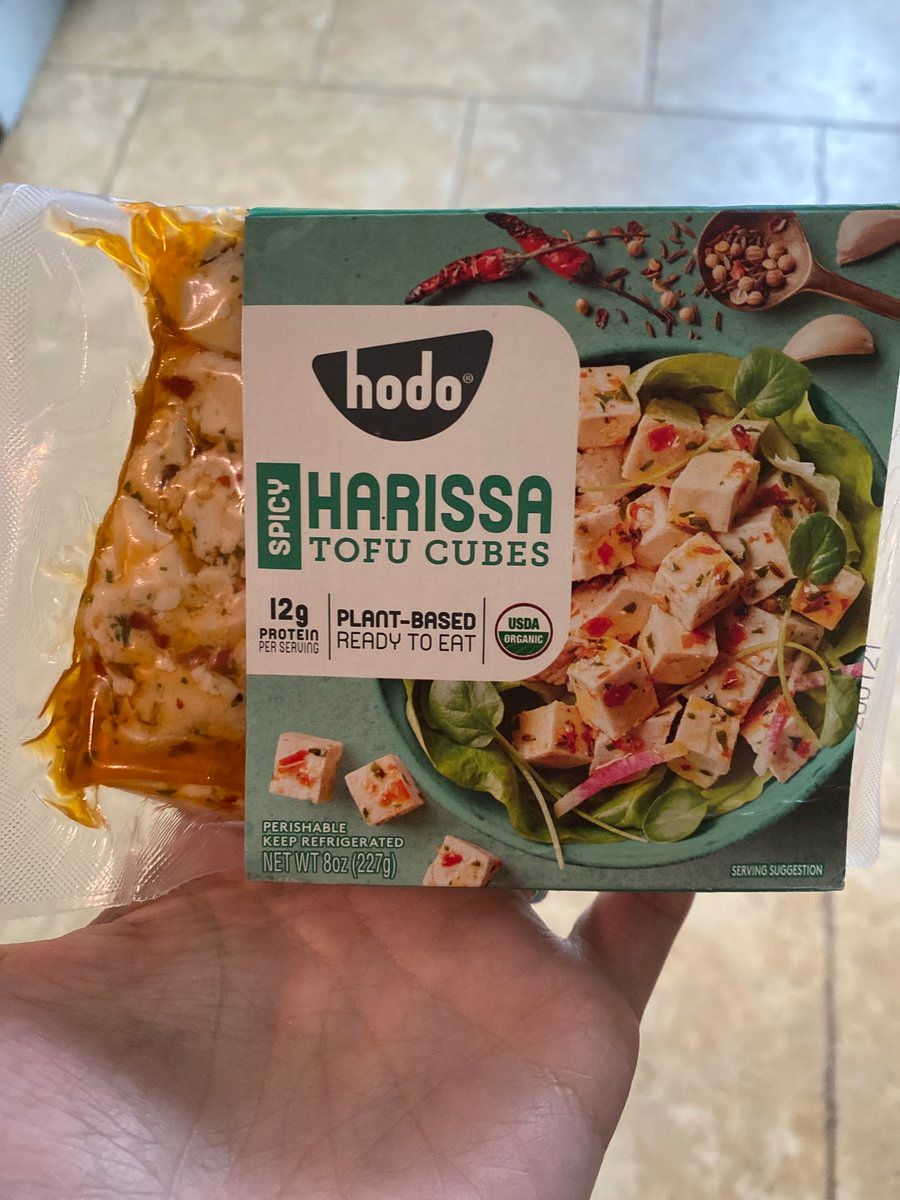 hodo®
SPICY
HARISSA
TOFU CUBES
12g
PROTEIN
PER SERVING
PLANT-BASED
READY TO EAT
USDA
ORGANIC
PERISHABLE
KEEP REFRIGERATED
NET WT 8oz (227g)
SERVING SUGGESTION